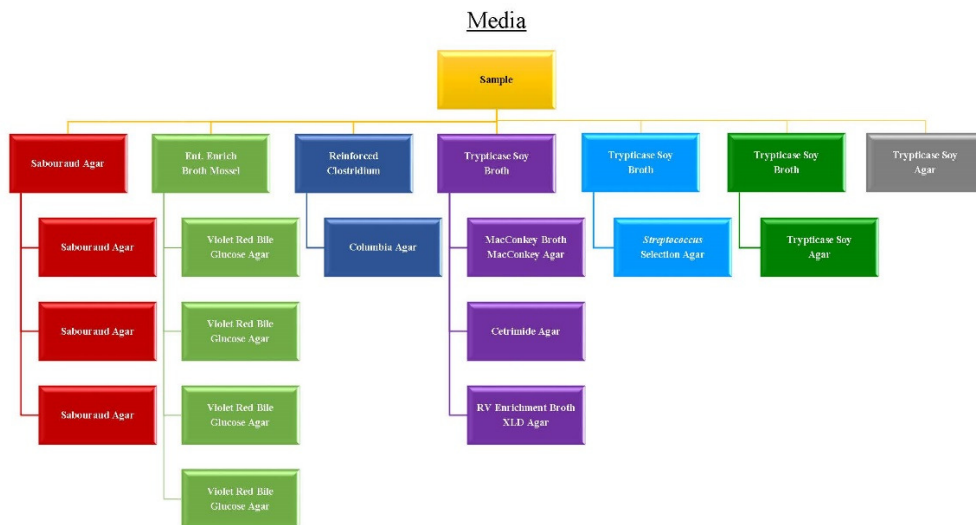 Media
Sample
Sabouraud Agar
Ent. Enrich
Broth Mossel
Reinforced
Clostridium
Trypticase Soy
Broth
Trypticase Soy
Broth
Trypticase Soy
Broth
Trypticase Soy
Agar
Sabouraud Agar
Violet Red Bile
Glucose Agar
Columbia Agar
MacConkey Broth
MacConkey Agar
Streptococcus
Selection Agar
Trypticase Soy
Agar
Sabouraud Agar
Violet Red Bile
Glucose Agar
Cetrimide Agar
Sabouraud Agar
Violet Red Bile
Glucose Agar
RV Enrichment Broth
XLD Agar
Violet Red Bile
Glucose Agar